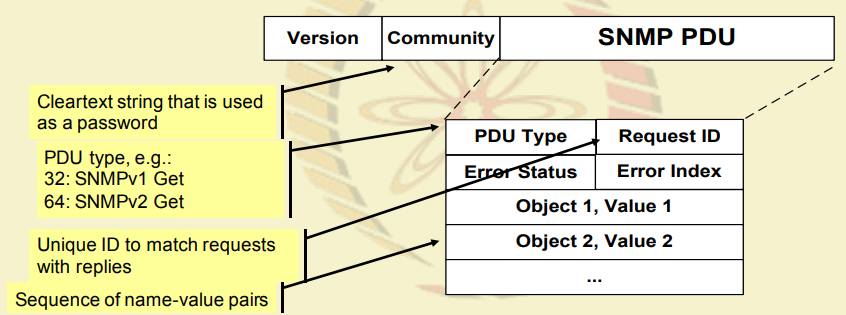 Version Community SNMP PDU
Cleartext string that is used
as a password
PDU type, e.g.:
32: SNMPv1 Get
64: SNMPv2 Get
Unique ID to match requests
with replies
Sequence of name-value pairs
PDU Type Request ID
Error Status Error Index
Object 1, Value 1
Object 2, Value 2
...